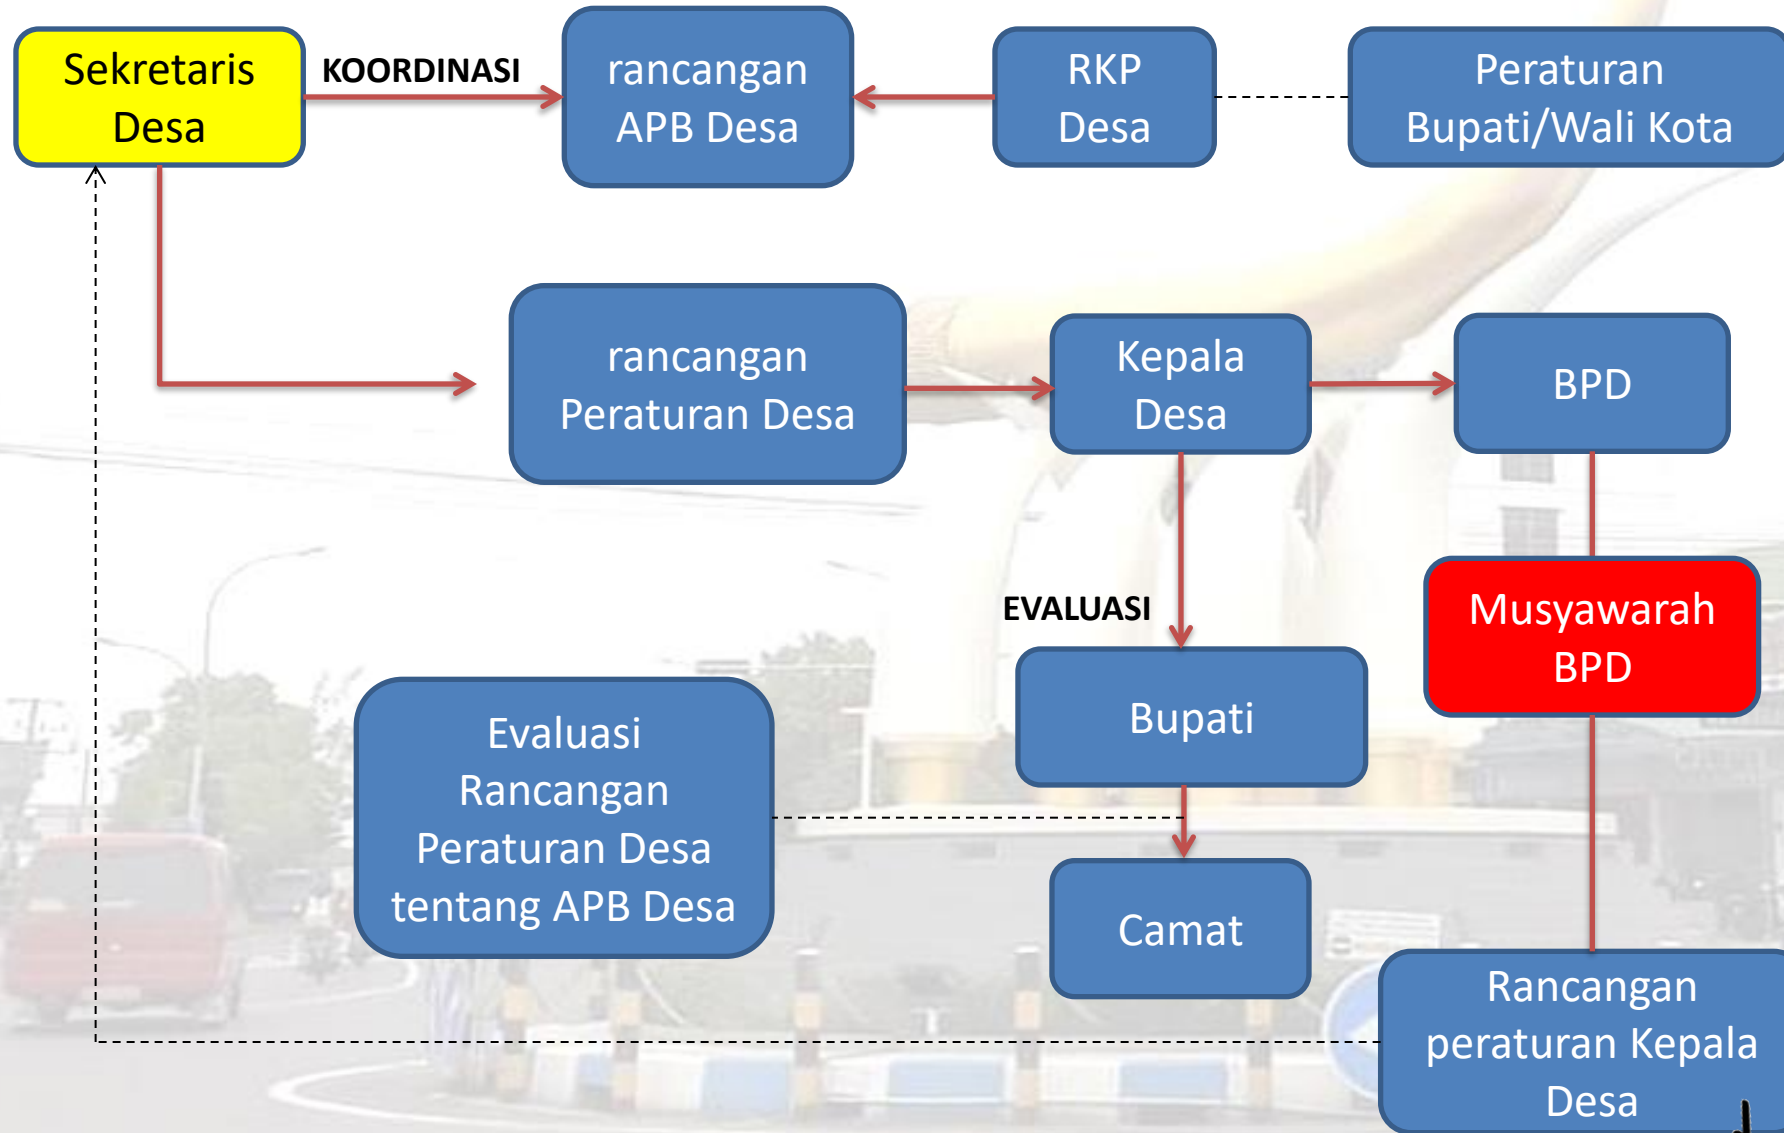 Sekretaris
Desa
KOORDINASI
rancangan
APB Desa
RKP
Desa
Peraturan
Bupati/Wali Kota
rancangan
Peraturan Desa
Kepala
Desa
BPD
EVALUASI
Musyawarah
BPD
Bupati
Evaluasi
Rancangan
Peraturan Desa
tentang APB Desa
Camat
Rancangan
peraturan Kepala
Desa